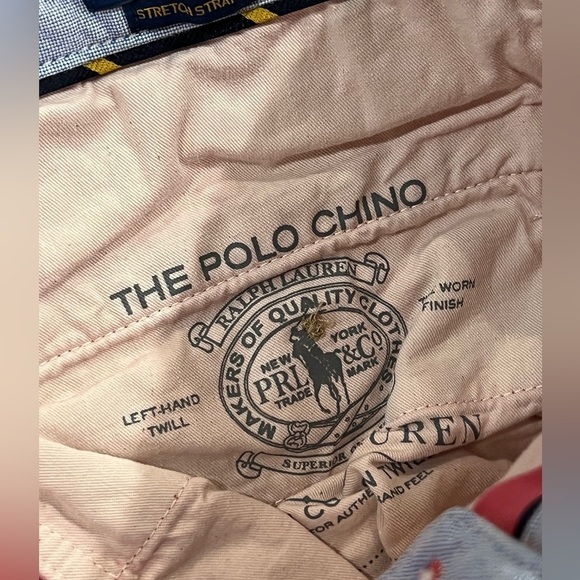 STRETCH STRA
THE POLO CHINO
RALPH LAUREN
MAKERS OF QUALITY CLOTHES.
NEW YORK
PRL &Co
TRADE MARK
WORN
FINISH
LEFT-HAND
TWILL
UREN
SUPERIOR
TWI
FOR AUTHE HAND FEEL